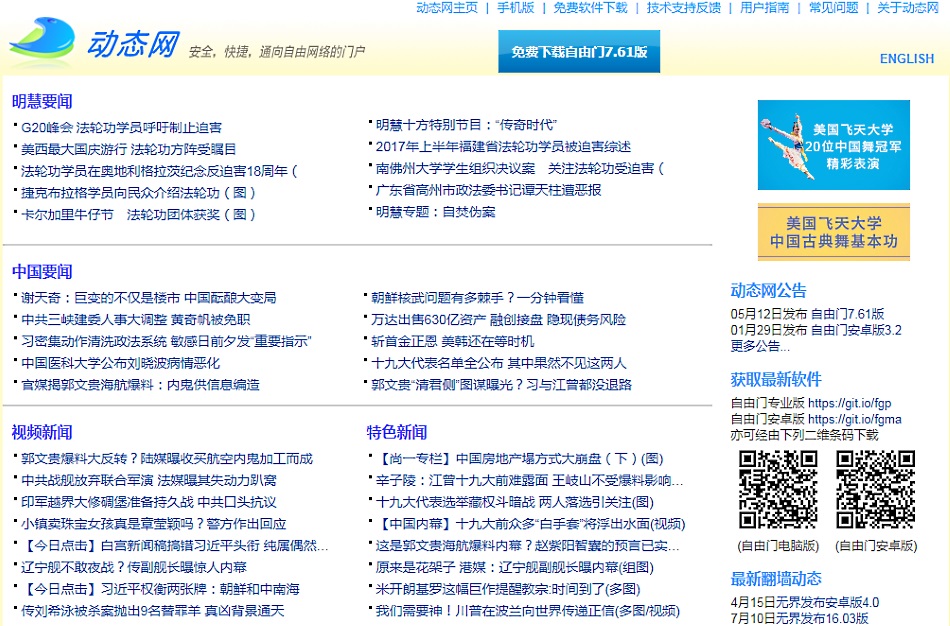 动态网主页 | 手机版 | 免费软件下载 | 技术支持反馈 | 用户指南 | 常见问题 | 关于动态网
动态网 安全，快捷，通向自由网络的门户
免费下载自由门7.61版
ENGLISH
明慧要闻
G20峰会 法轮功学员呼吁制止迫害
美西最大国庆游行 法轮功方阵受瞩目
法轮功学员在奥地利格拉茨纪念反迫害18周年（
捷克布拉格学员向民众介绍法轮功（图）
卡尔加里牛仔节　法轮功团体获奖（图）
明慧十方特别节目：“传奇时代”
2017年上半年福建省法轮功学员被迫害综述
南佛州大学学生组织决议案　关注法轮功受迫害（
广东省高州市政法委书记谭天柱遭恶报
明慧专题：自焚伪案
中国要闻
谢天奇：巨变的不仅是楼市 中国酝酿大变局
中共三峡建委人事大调整 黄奇帆被免职
习密集动作清洗政法系统 敏感日前夕发“重要指示”
中国医科大学公布刘晓波病情恶化
官媒揭郭文贵海航爆料：内鬼供信息编造
朝鲜核武问题有多棘手？一分钟看懂
万达出售630亿资产 融创接盘 隐现债务风险
斩首金正恩 美韩还在等时机
十九大代表名单全公布 其中果然不见这两人
郭文贵“清君侧”图谋曝光？习与江曾都没退路
视频新闻
郭文贵爆料大反转？陆媒曝收买航空内鬼加工而成
中共战舰放弃联合军演 法媒曝其失动力趴窝
印军越界大修碉堡准备持久战 中共口头抗议
小镇卖珠宝女孩真是章莹颖吗？警方作出回应
【今日点击】白宫新闻稿搞错习近平头衔 纯属偶然...
辽宁舰不敢夜战？传副舰长曝惊人内幕
【今日点击】习近平权衡两张牌：朝鲜和中南海
传刘希泳被杀案抛出9名替罪羊 真凶背景通天
特色新闻
【尚一专栏】中国房地产塌方式大崩盘（下）(图)
辛子陵：江曾十九大前难露面 王岐山不受爆料影响...
十九大代表选举藏权斗暗战 两人落选引关注(图)
【中国内幕】十九大前众多“白手套”将浮出水面(视频)
这是郭文贵海航爆料内幕？赵紫阳智囊的预言已实...
原来是花架子 港媒：辽宁舰副舰长曝内幕(组图)
米开朗基罗这幅巨作提醒教宗:时间到了(多图)
我们需要神！川普在波兰向世界传递正信(多图/视频)
美国飞天大学
20位中国舞冠军
精彩表演
美国飞天大学
中国古典舞基本功
动态网公告
05月12日发布 自由门7.61版
01月29日发布 自由门安卓版3.2
更多公告...
获取最新软件
自由门专业版 https://git.io/fgp
自由门安卓版 https://git.io/fgma
亦可经由下列二维条码下载
(自由门电脑版) (自由门安卓版)
最新翻墙动态
4月15日无界发布安卓版4.0
7月10日无界发布16.03版